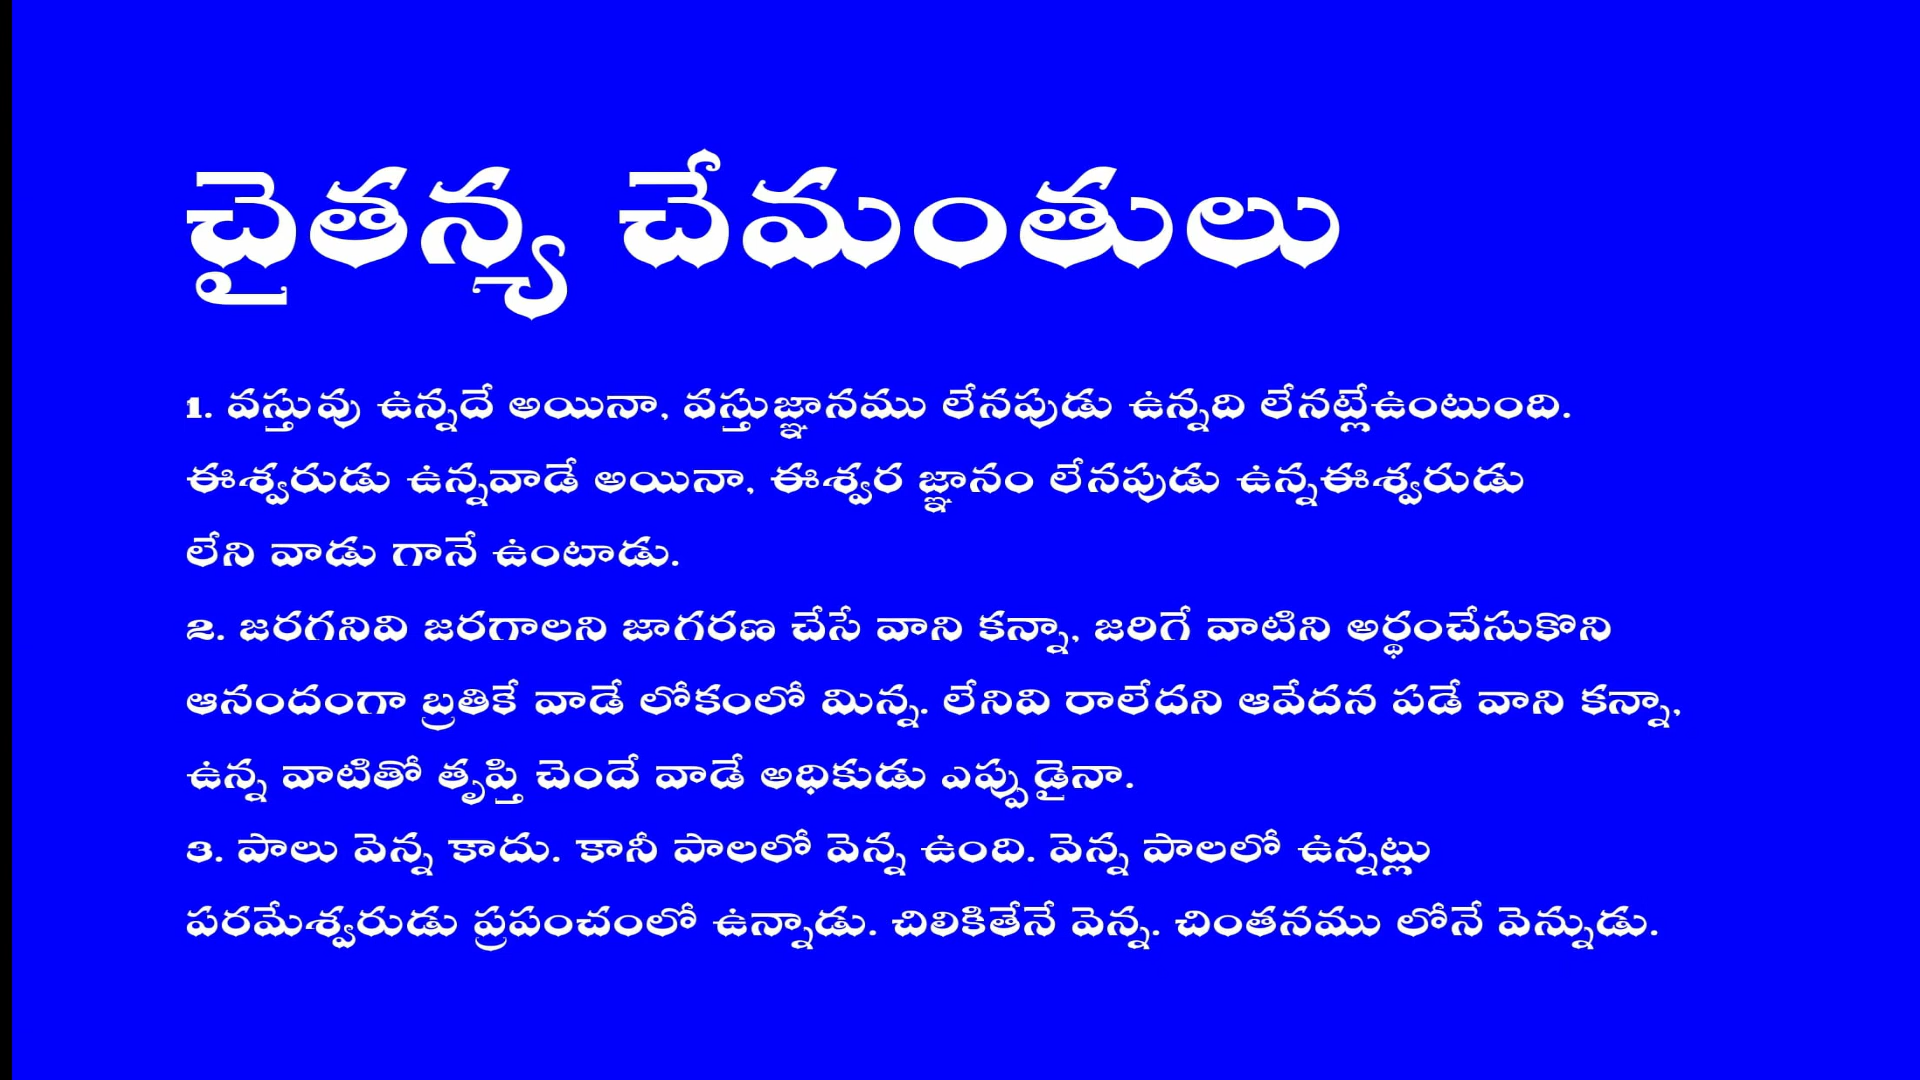 చైతన్య చేమంతులు
1. వస్తువు ఉన్నదే అయినా, వస్తుజ్ఞానము లేనపుడు ఉన్నది లేనట్లేఉంటుంది.
ఈశ్వరుడు ఉన్నవాడే అయినా, ఈశ్వర జ్ఞానం లేనపుడు ఉన్నఈశ్వరుడు
లేని వాడు గానే ఉంటాడు.
2. జరగనివి జరగాలని జాగరణ చేసే వాని కన్నా, జరిగే వాటిని అర్థంచేసుకొని
ఆనందంగా బ్రతికే వాడే లోకంలో మిన్న. లేనివి రాలేదని ఆవేదన పడే వాని కన్నా,
ఉన్న వాటితో తృప్తి చెందే వాడే అధికుడు ఎప్పుడైనా.
3. పాలు వెన్న కాదు. కానీ పాలలో వెన్న ఉంది. వెన్న పాలలో ఉన్నట్లు
పరమేశ్వరుడు ప్రపంచంలో ఉన్నాడు. చిలికితేనే వెన్న. చింతనము లోనే వెన్నుడు.